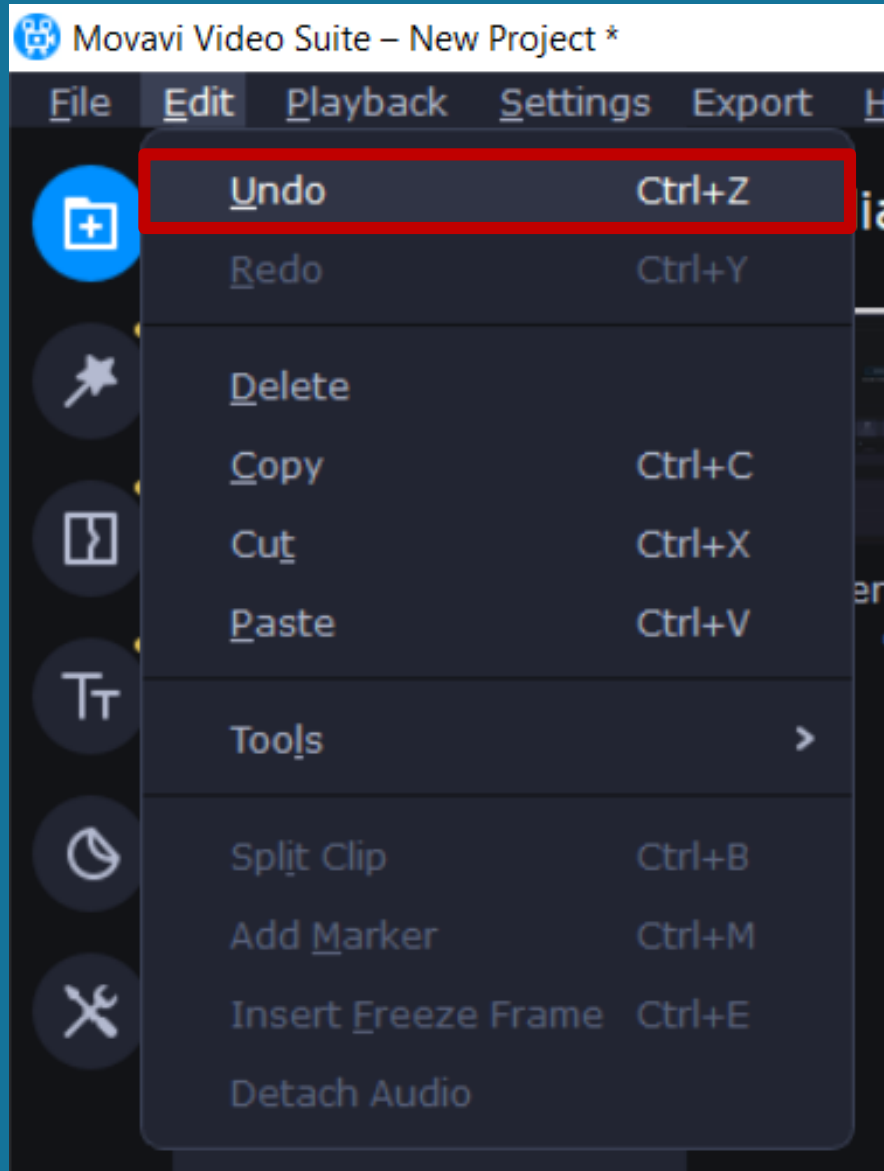 Movavi Video Suite – New Project *
File Edit Playback Settings Export H
Undo Ctrl+Z
Redo Ctrl+Y
Delete
Copy Ctrl+C
Cut Ctrl+X
Paste Ctrl+V
Tools
Split Clip Ctrl+B
Add Marker Ctrl+M
Insert Freeze Frame Ctrl+E
Detach Audio
TT